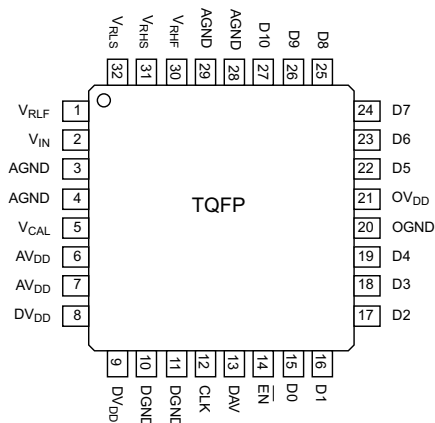 VRLS VRHS VRHF AGND AGND D10 D9 D8
32 31 30 29 28 27 26 25
VRLF 1
VIN 2
AGND 3
AGND 4
VCAL 5
AVDD 6
AVDD 7
DVDD 8
TQFP
24 D7
23 D6
22 D5
21 OVDD
20 OGND
19 D4
18 D3
17 D2
9 10 11 12 13 14 15 16
DVDD DGND DGND CLK DAV EN D0 D1